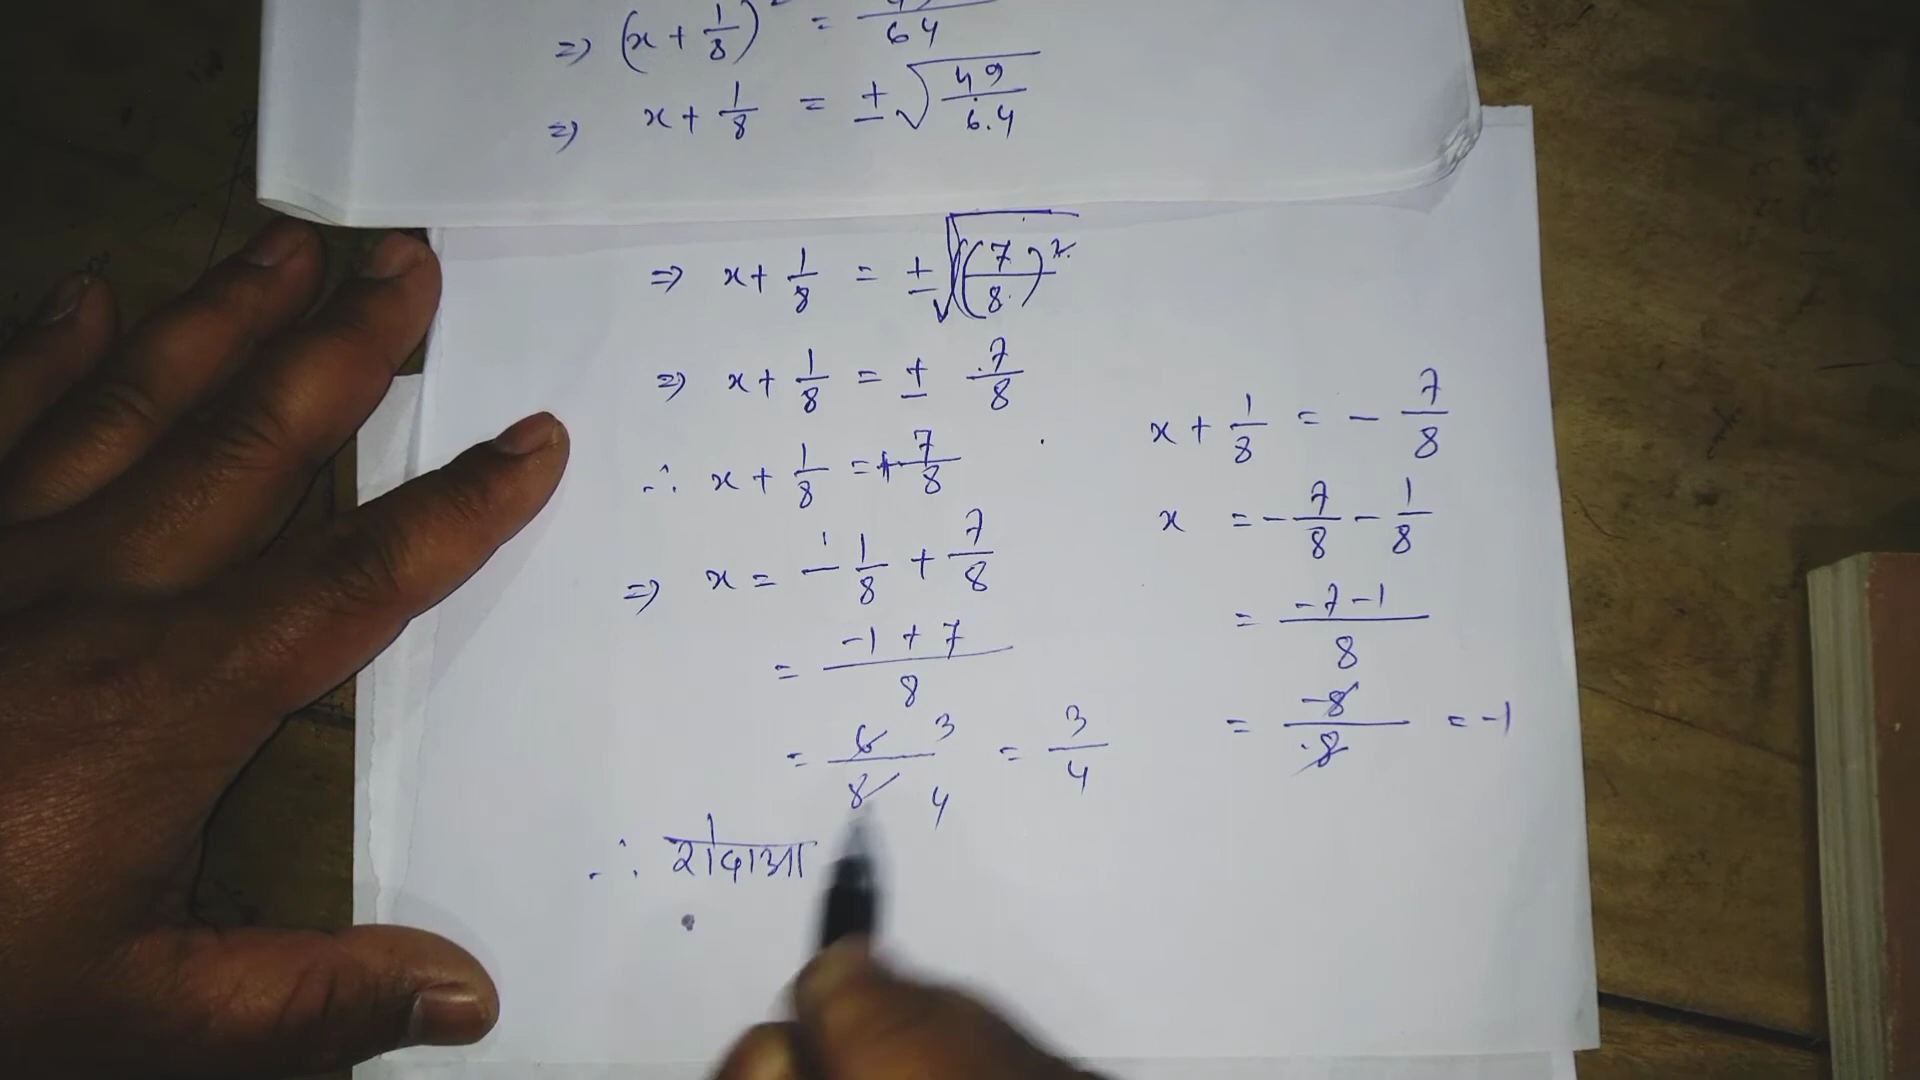 ⇒ (x + 1/8)² = 49/64
⇒ x + 1/8 = ±√(49/64)
⇒ x + 1/8 = ±√((7/8)²)
⇒ x + 1/8 = ± 7/8
∴ x + 1/8 = +7/8
⇒ x = -1/8 + 7/8
= (-1 + 7)/8
= 6/8 3/4 = 3/4
x + 1/8 = - 7/8
x = -7/8 - 1/8
= (-7-1)/8
= -8/8 = -1
∴